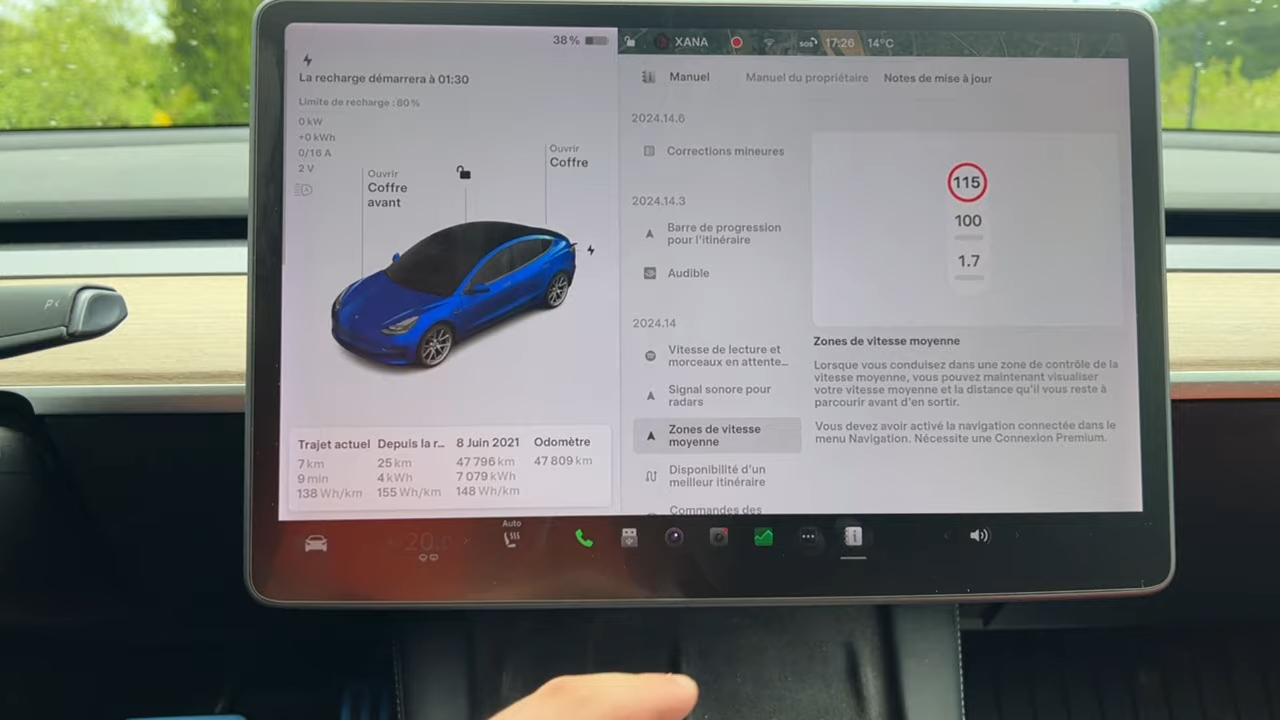 38 %
La recharge démarrera à 01:30
Limite de recharge : 80 %
0 kW
+0 kWh
0/16 A
2 V
Ouvrir
Coffre
avant
Ouvrir
Coffre
Trajet actuel
7 km
9 min
138 Wh/km
Depuis la r...
25 km
4 kWh
155 Wh/km
8 Juin 2021
47 796 km
7 079 kWh
148 Wh/km
Odomètre
47 809 km
XANA
SOS
17:26
14°C
Manuel
Manuel du propriétaire
Notes de mise à jour
2024.14.6
Corrections mineures
2024.14.3
Barre de progression
pour l'itinéraire
Audible
2024.14
Vitesse de lecture et
morceaux en attente...
Signal sonore pour
radars
Zones de vitesse
moyenne
Disponibilité d'un
meilleur itinéraire
Commandes des
115
100
1.7
Zones de vitesse moyenne
Lorsque vous conduisez dans une zone de contrôle de la
vitesse moyenne, vous pouvez maintenant visualiser
votre vitesse moyenne et la distance qu'il vous reste à
parcourir avant d'en sortir.
Vous devez avoir activé la navigation connectée dans le
menu Navigation. Nécessite une Connexion Premium.
20.0
Auto
P